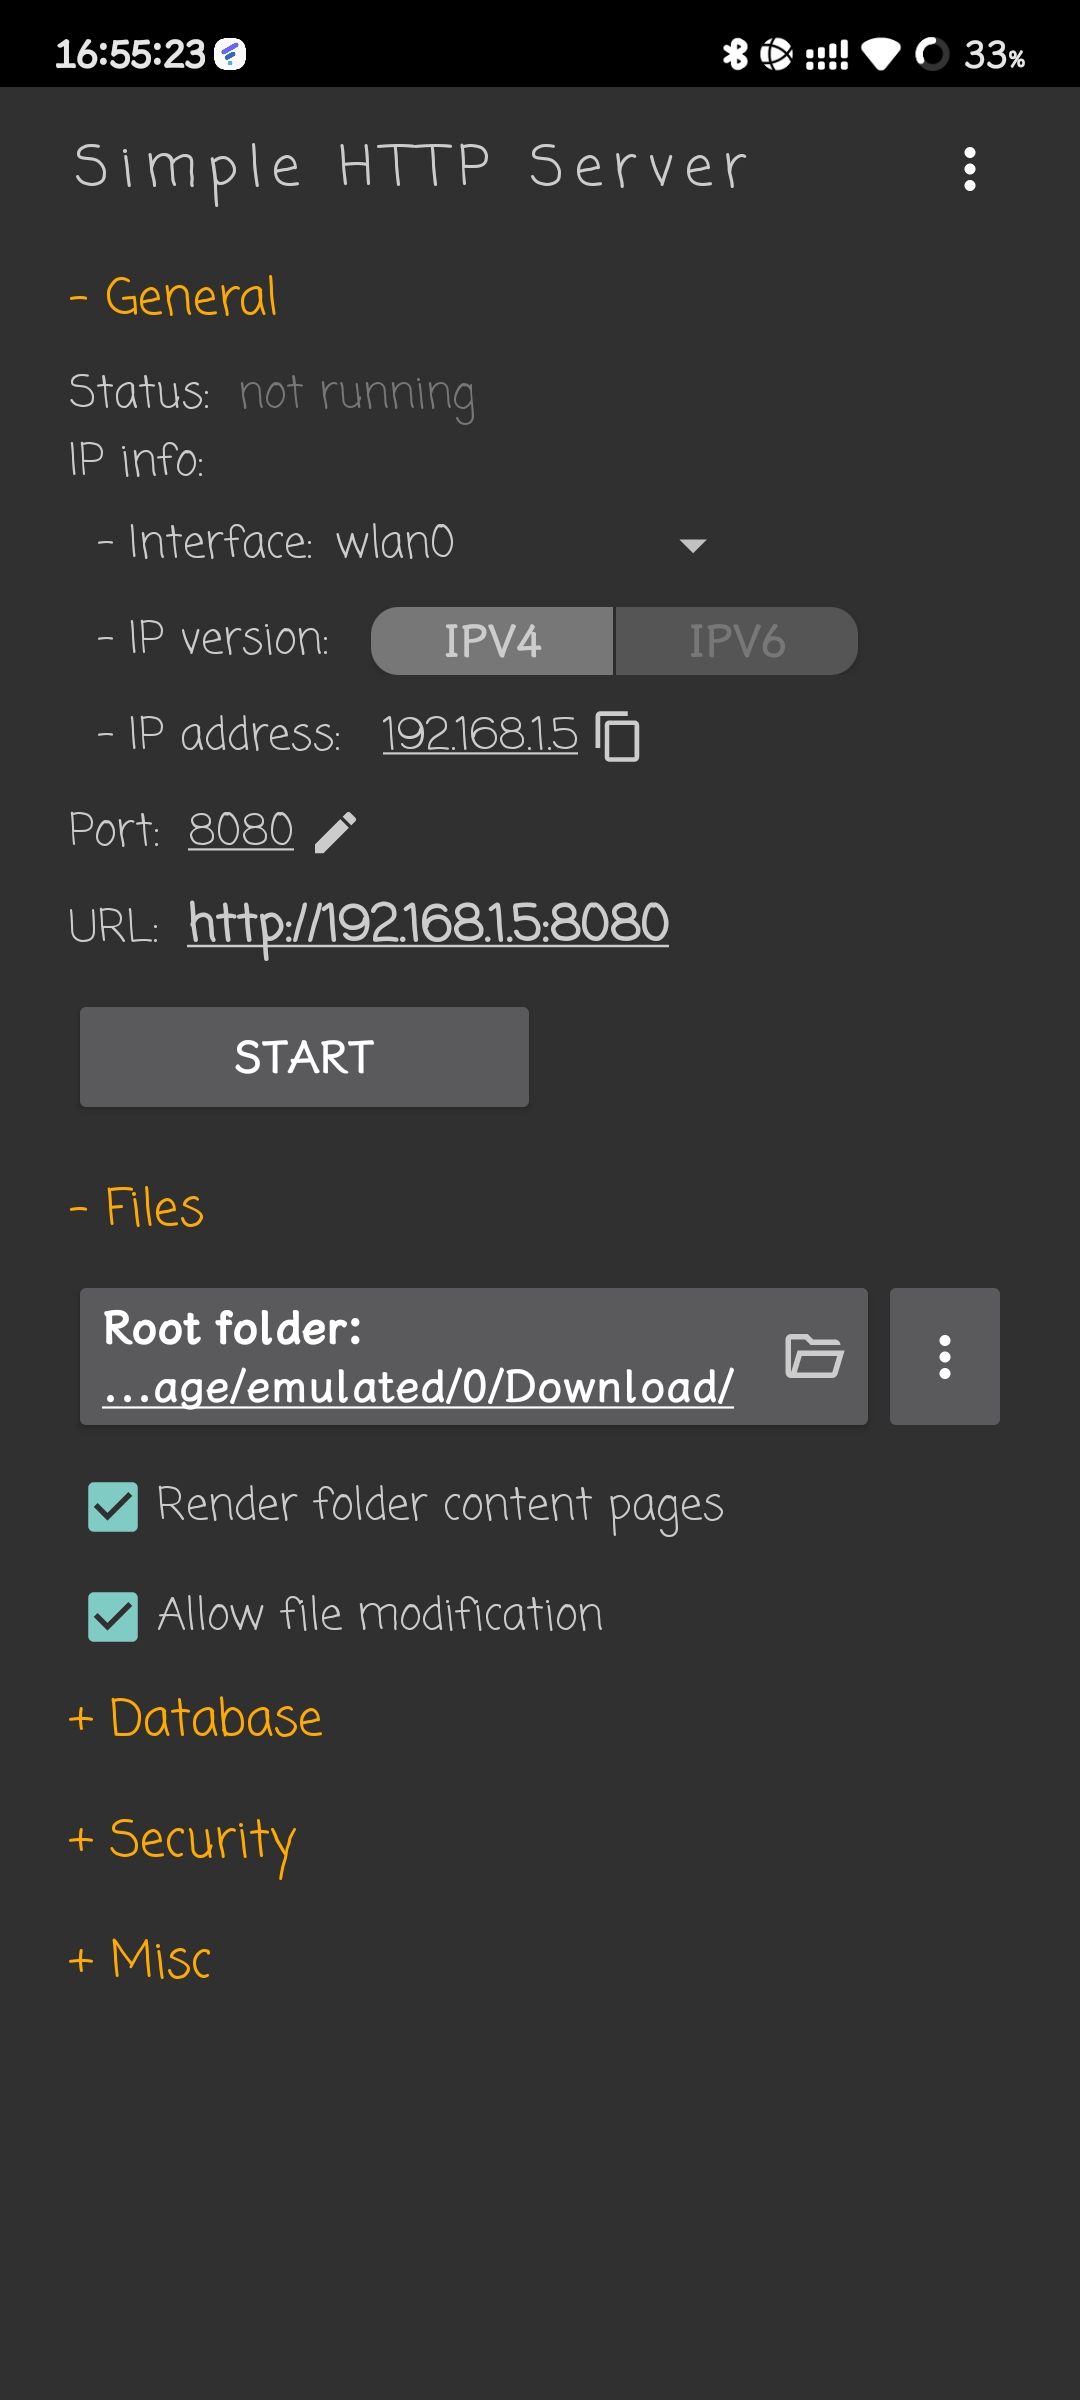 16:55:23 33%
Simple HTTP Server
- General
Status: not running
IP info:
- Interface: wlan0
- IP version: IPV4 IPV6
- IP address: 192.168.1.5
Port: 8080
URL: http://192.168.1.5:8080
START
- Files
Root folder:
...age/emulated/0/Download/
Render folder content pages
Allow file modification
+ Database
+ Security
+ Misc